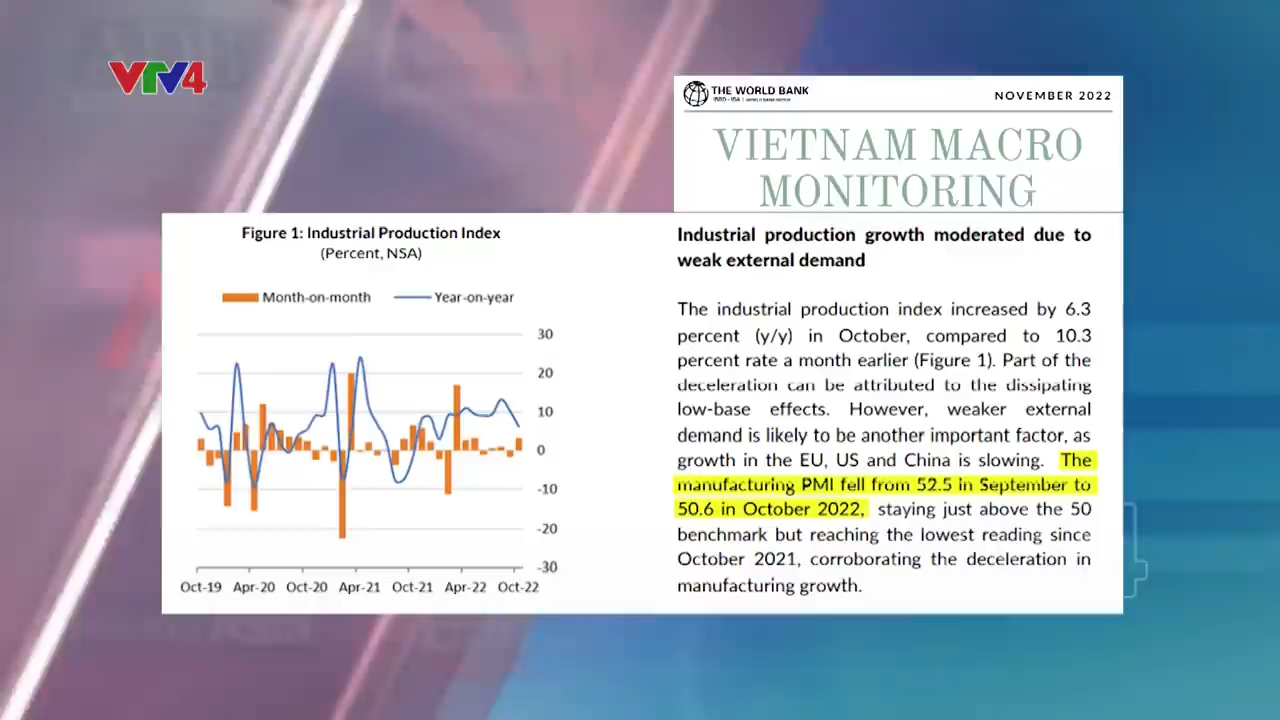 VTV4
THE WORLD BANK
IBRD • IDA | WORLD BANK GROUP
NOVEMBER 2022
VIETNAM MACRO
MONITORING
Figure 1: Industrial Production Index
(Percent, NSA)
Month-on-month
Year-on-year
30
20
10
0
-10
-20
-30
Oct-19 Apr-20 Oct-20 Apr-21 Oct-21 Apr-22 Oct-22
Industrial production growth moderated due to
weak external demand
The industrial production index increased by 6.3
percent (y/y) in October, compared to 10.3
percent rate a month earlier (Figure 1). Part of the
deceleration can be attributed to the dissipating
low-base effects. However, weaker external
demand is likely to be another important factor, as
growth in the EU, US and China is slowing. The
manufacturing PMI fell from 52.5 in September to
50.6 in October 2022, staying just above the 50
benchmark but reaching the lowest reading since
October 2021, corroborating the deceleration in
manufacturing growth.